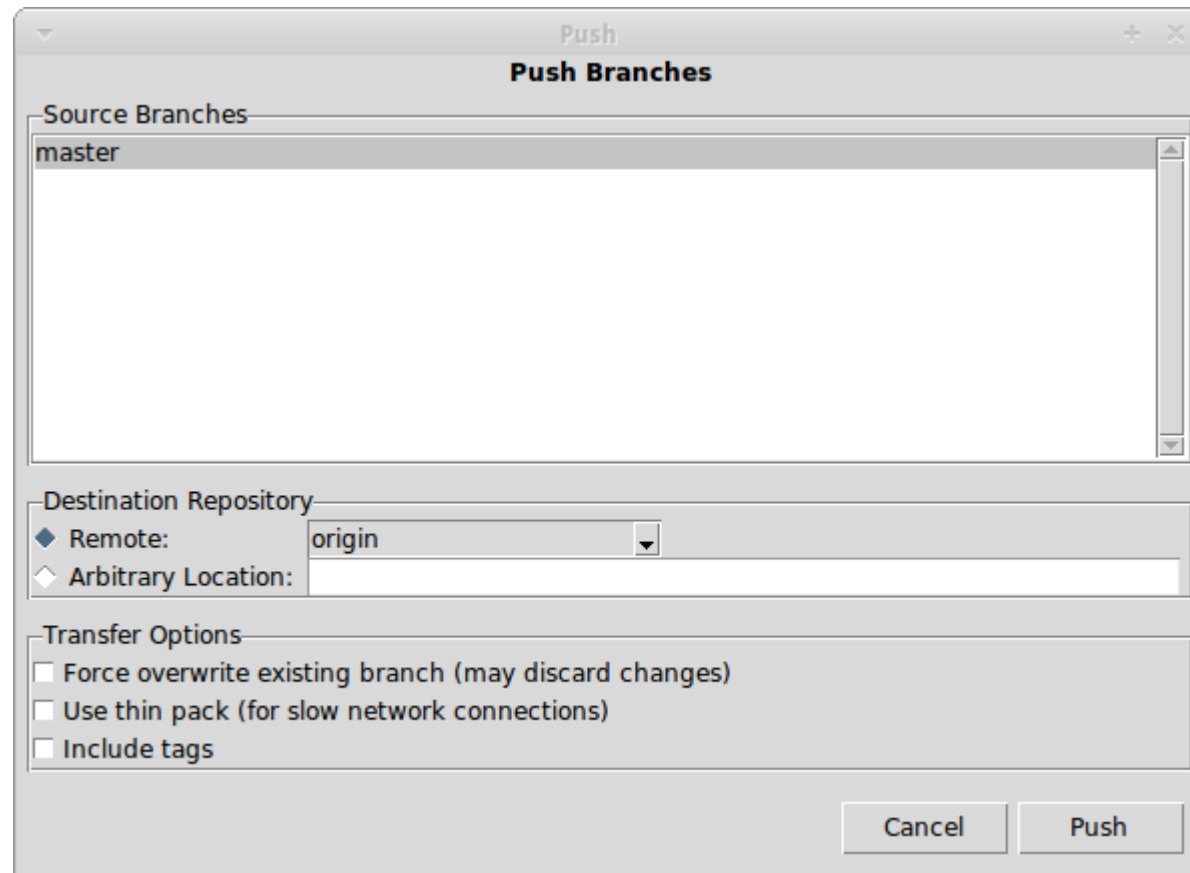 Push
Push Branches
Source Branches
master
Destination Repository
Remote: origin
Arbitrary Location:
Transfer Options
Force overwrite existing branch (may discard changes)
Use thin pack (for slow network connections)
Include tags
Cancel Push